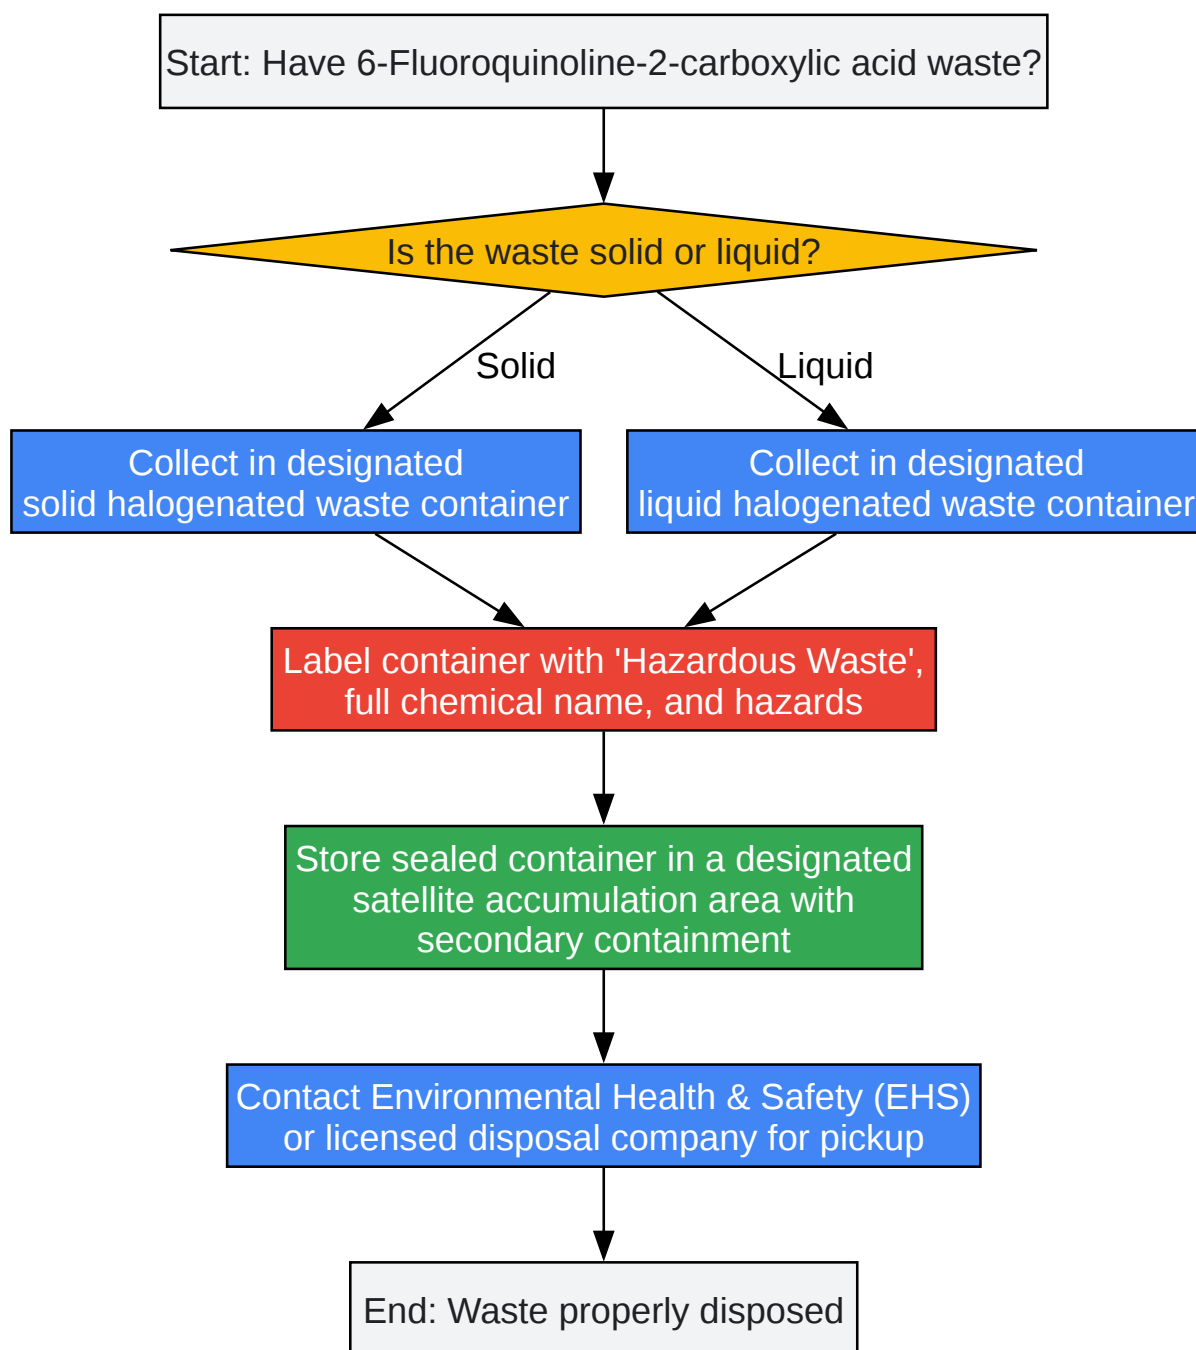 Start: Have 6-Fluoroquinoline-2-carboxylic acid waste?
Is the waste solid or liquid?
Solid
Liquid
Collect in designated
solid halogenated waste container
Collect in designated
liquid halogenated waste container
Label container with 'Hazardous Waste',
full chemical name, and hazards
Store sealed container in a designated
satellite accumulation area with
secondary containment
Contact Environmental Health & Safety (EHS)
or licensed disposal company for pickup
End: Waste properly disposed